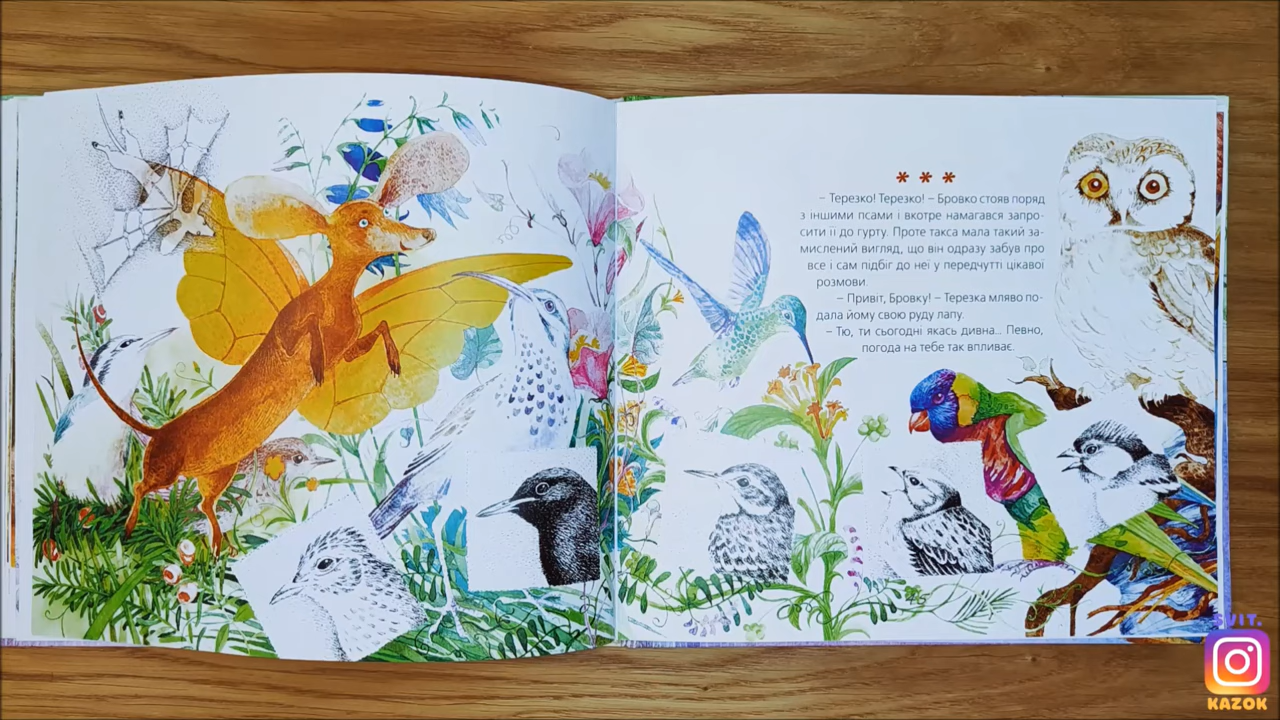 * * *
– Терезко! Терезко! – Бровко стояв поряд
з іншими псами і вкотре намагався запро-
сити її до гурту. Проте такса мала такий за-
мислений вигляд, що він одразу забув про
все і сам підбіг до неї у передчутті цікавої
розмови.
– Привіт, Бровку! – Терезка мляво по-
дала йому свою руду лапу.
– Тю, ти сьогодні якась дивна... Певно,
погода на тебе так впливає.
SVIT.
KAZOK